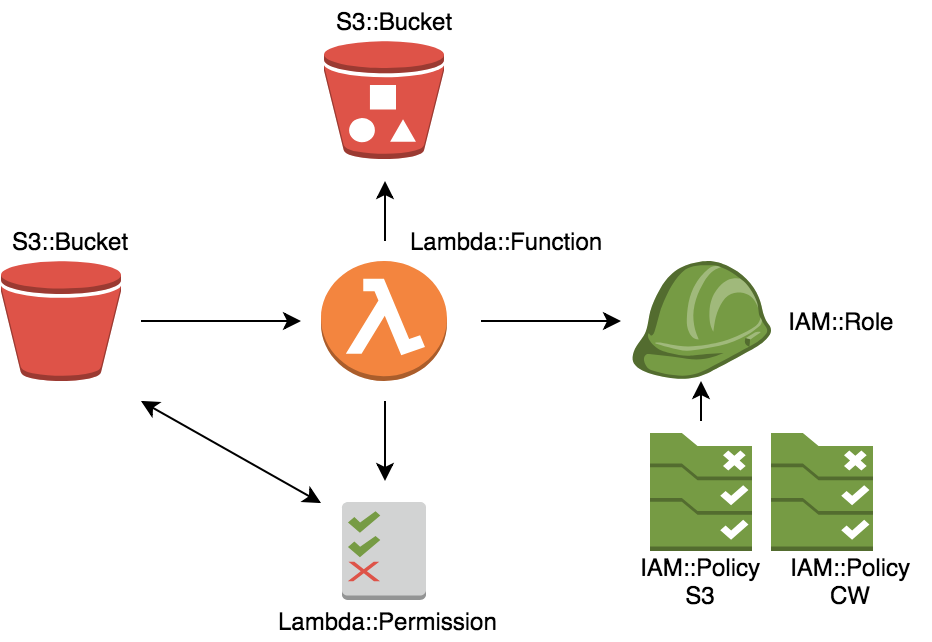 S3::Bucket
S3::Bucket
Lambda::Function
IAM::Role
IAM::Policy
S3
IAM::Policy
CW
Lambda::Permission